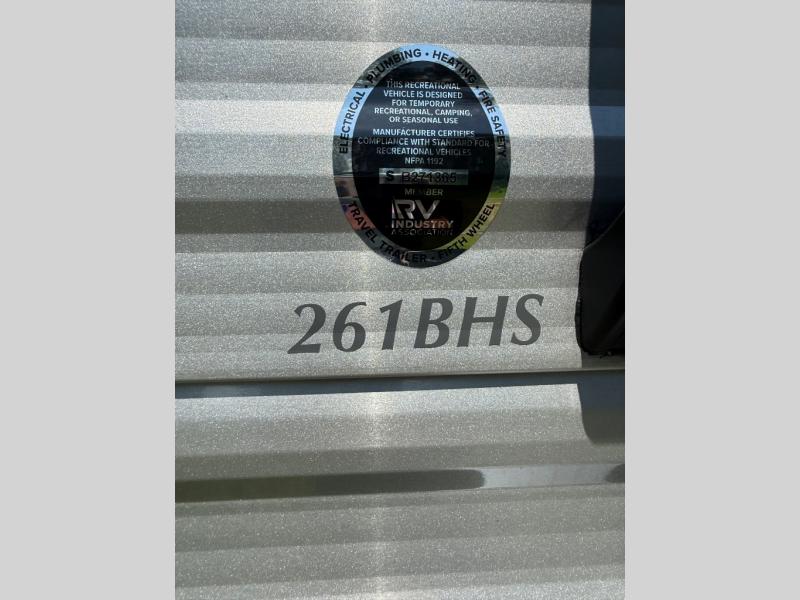 ELECTRICAL • PLUMBING • HEATING • FIRE SAFETY
THIS RECREATIONAL
VEHICLE IS DESIGNED
FOR TEMPORARY
RECREATIONAL, CAMPING,
OR SEASONAL USE
MANUFACTURER CERTIFIES
COMPLIANCE WITH STANDARD FOR
RECREATIONAL VEHICLES
NFPA 1192
S
MEMBER
RV
INDUSTRY
ASSOCIATION
TRAVEL TRAILER • FIFTH WHEEL
261BHS